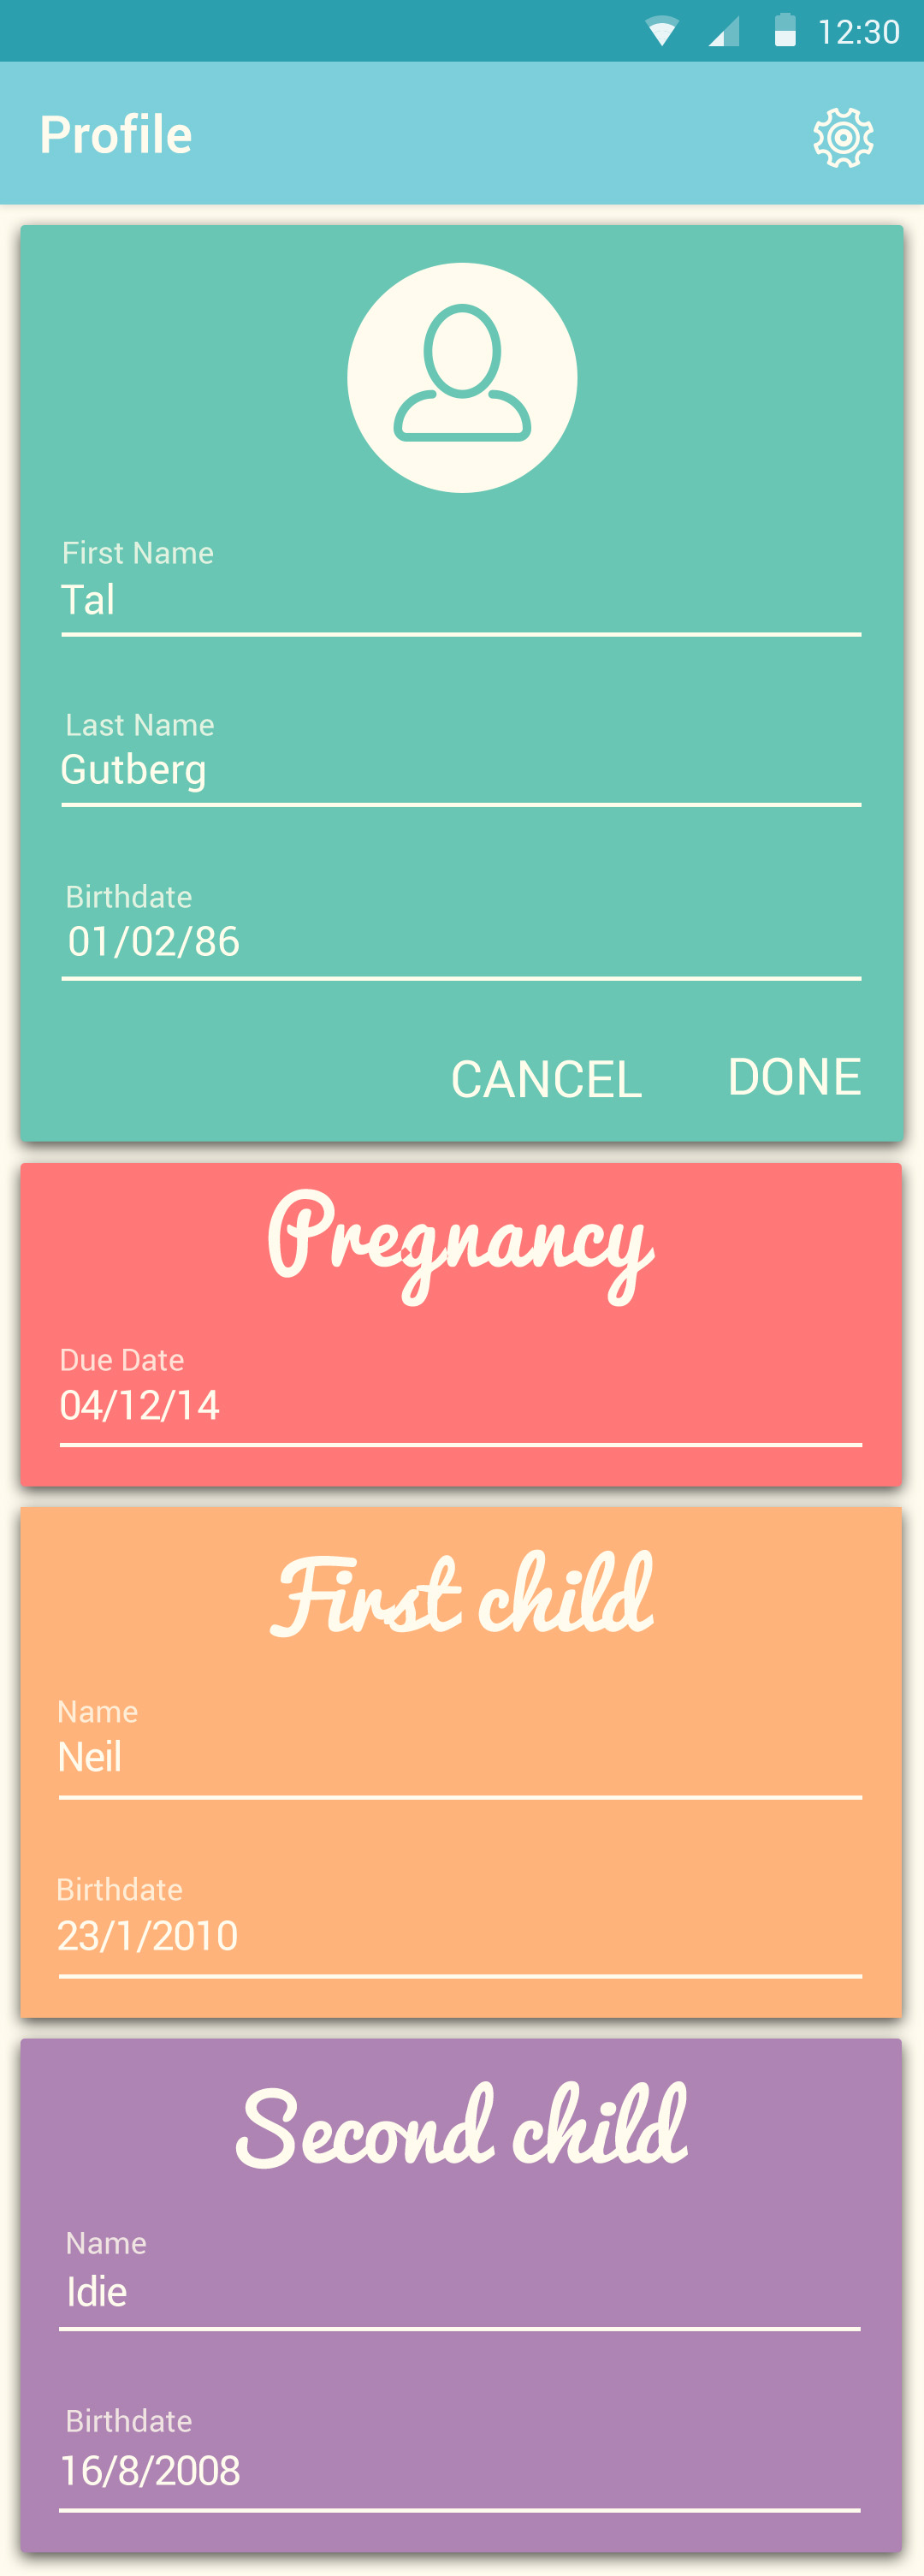 12:30
Profile
First Name
Tal
Last Name
Gutberg
Birthdate
01/02/86
CANCEL DONE
Pregnancy
Due Date
04/12/14
First child
Name
Neil
Birthdate
23/1/2010
Second child
Name
Idie
Birthdate
16/8/2008